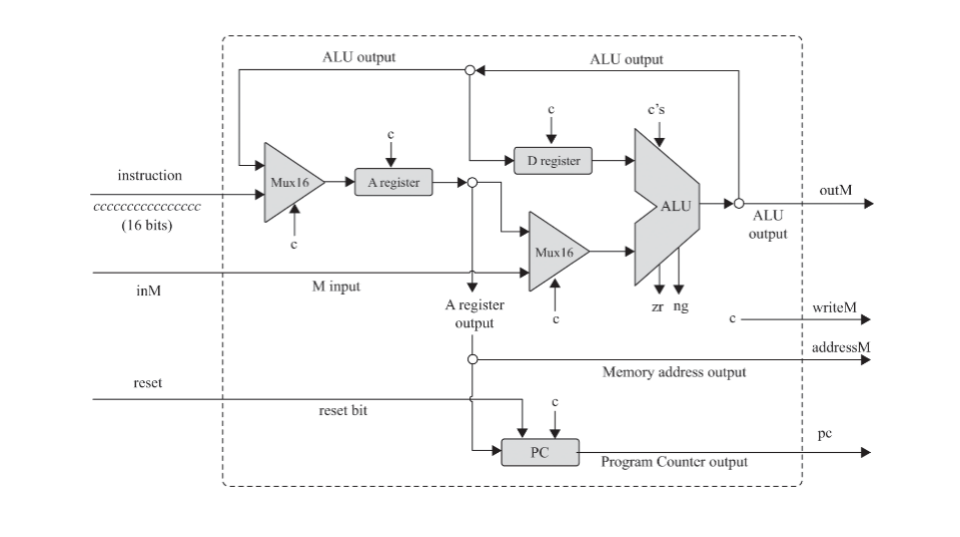 ALU output
ALU output
c
c's
c
instruction
Mux16
A register
D register
cccccccccccccccc
(16 bits)
c
ALU
outM
ALU
output
Mux16
inM
M input
c
A register
output
zr ng
c
writeM
addressM
Memory address output
reset
reset bit
c
pc
PC
Program Counter output